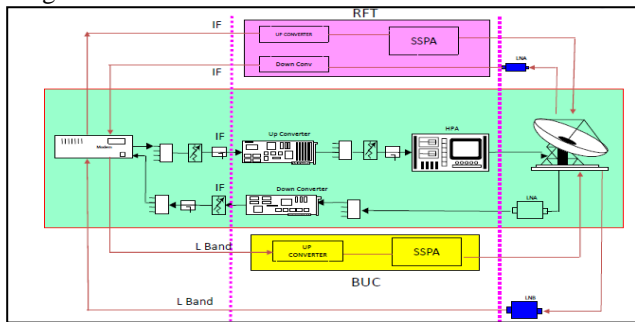 RFT
IF
UP CONVERTER
SSPA
IF
Down Conv
LNA
IF
Up Converter
HPA
Modem
IF
Down Converter
LNA
L Band
UP
CONVERTER
SSPA
BUC
L Band
LNB